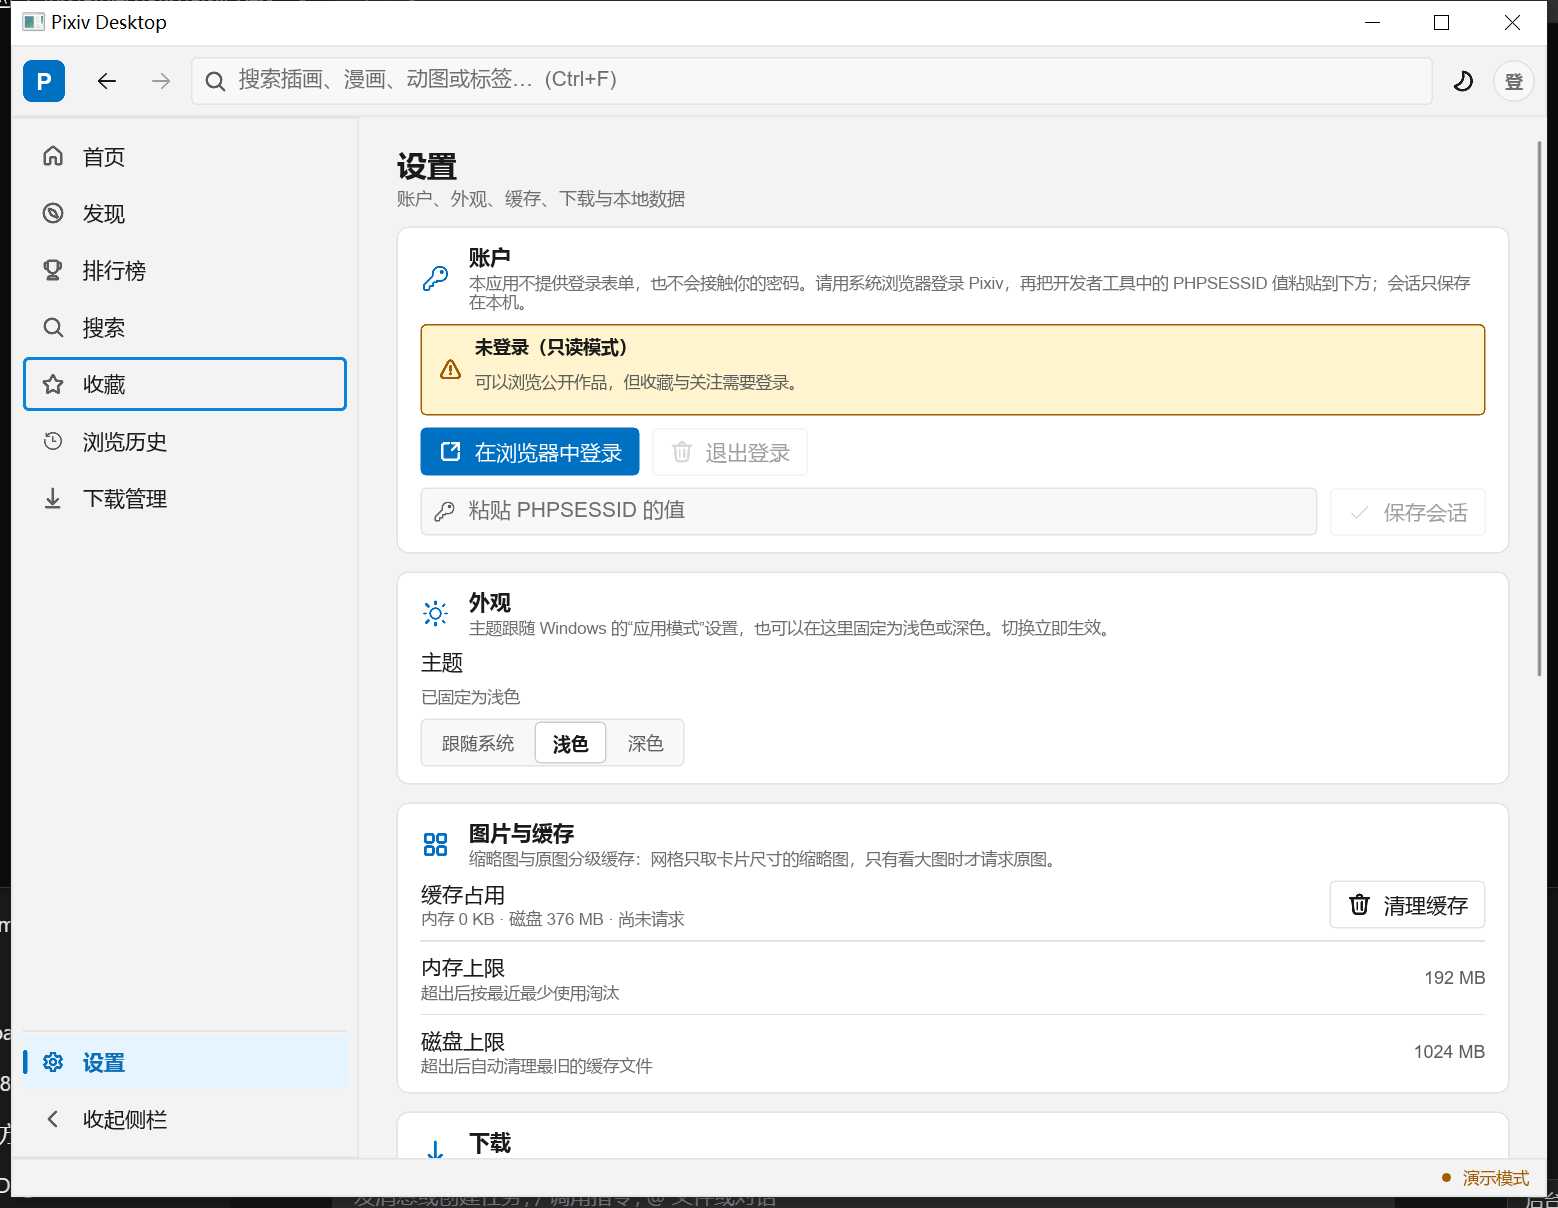 Pixiv Desktop
P
搜索插画、漫画、动图或标签… (Ctrl+F)
登
首页
发现
排行榜
搜索
收藏
浏览历史
下载管理
设置
收起侧栏
设置
账户、外观、缓存、下载与本地数据
账户
本应用不提供登录表单，也不会接触你的密码。请用系统浏览器登录 Pixiv，再把开发者工具中的 PHPSESSID 值粘贴到下方；会话只保存
在本机。
未登录（只读模式）
可以浏览公开作品，但收藏与关注需要登录。
在浏览器中登录
退出登录
粘贴 PHPSESSID 的值
保存会话
外观
主题跟随 Windows 的“应用模式”设置，也可以在这里固定为浅色或深色。切换立即生效。
主题
已固定为浅色
跟随系统
浅色
深色
图片与缓存
缩略图与原图分级缓存：网格只取卡片尺寸的缩略图，只有看大图时才请求原图。
缓存占用
内存 0 KB · 磁盘 376 MB · 尚未请求
清理缓存
内存上限
超出后按最近最少使用淘汰
192 MB
磁盘上限
超出后自动清理最旧的缓存文件
1024 MB
下载
演示模式